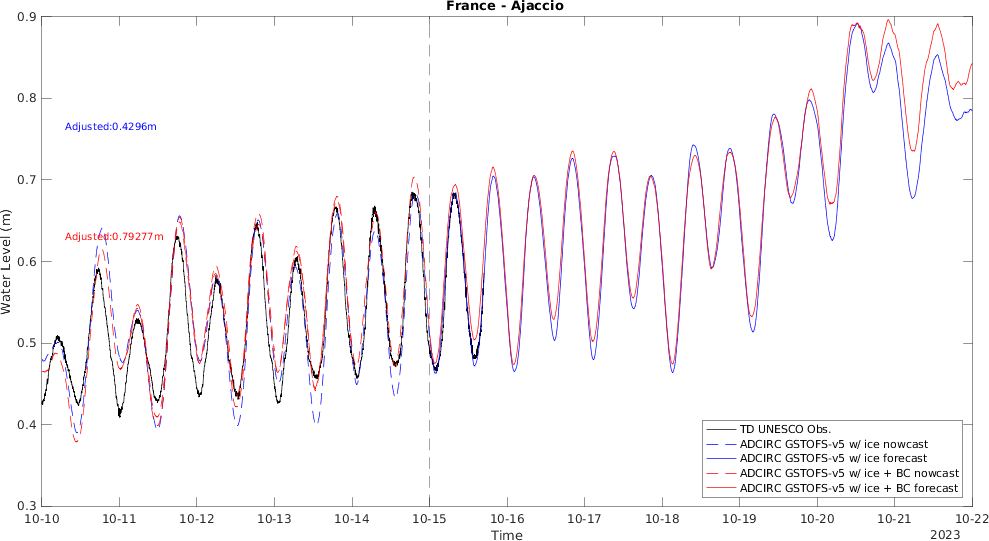 France - Ajaccio
0.9
0.8
0.7
0.6
0.5
0.4
0.3
Water Level (m)
Adjusted:0.4296m
Adjusted:0.79277m
TD UNESCO Obs.
ADCIRC GSTOFS-v5 w/ ice nowcast
ADCIRC GSTOFS-v5 w/ ice forecast
ADCIRC GSTOFS-v5 w/ ice + BC nowcast
ADCIRC GSTOFS-v5 w/ ice + BC forecast
10-10 10-11 10-12 10-13 10-14 10-15 10-16 10-17 10-18 10-19 10-20 10-21 10-22
Time
2023